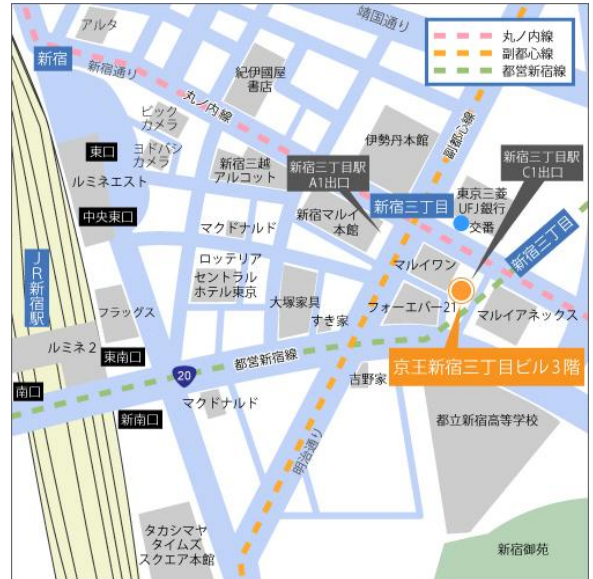 アルタ
新宿
新宿通り
丸ノ内線
靖国通り
丸ノ内線
副都心線
都営新宿線
紀伊國屋
書店
ビック
カメラ
ヨドバシ
カメラ
東口
ルミネエスト
新宿三越
アルコット
伊勢丹本館
副都心線
新宿三丁目駅
A1出口
新宿三丁目駅
C1出口
中央東口
マクドナルド
新宿マルイ
本館
新宿三丁目
東京三菱
UFJ銀行
交番
新宿三丁目
JR新宿駅
ロッテリア
セントラル
ホテル東京
大塚家具
すき家
マルイワン
フォーエバー21
マルイアネックス
フラッグス
ルミネ2
東南口
都営新宿線
20
京王新宿三丁目ビル3階
南口
新南口
マクドナルド
吉野家
都立新宿高等学校
明治通り
タカシマヤ
タイムズ
スクエア本館
新宿御苑